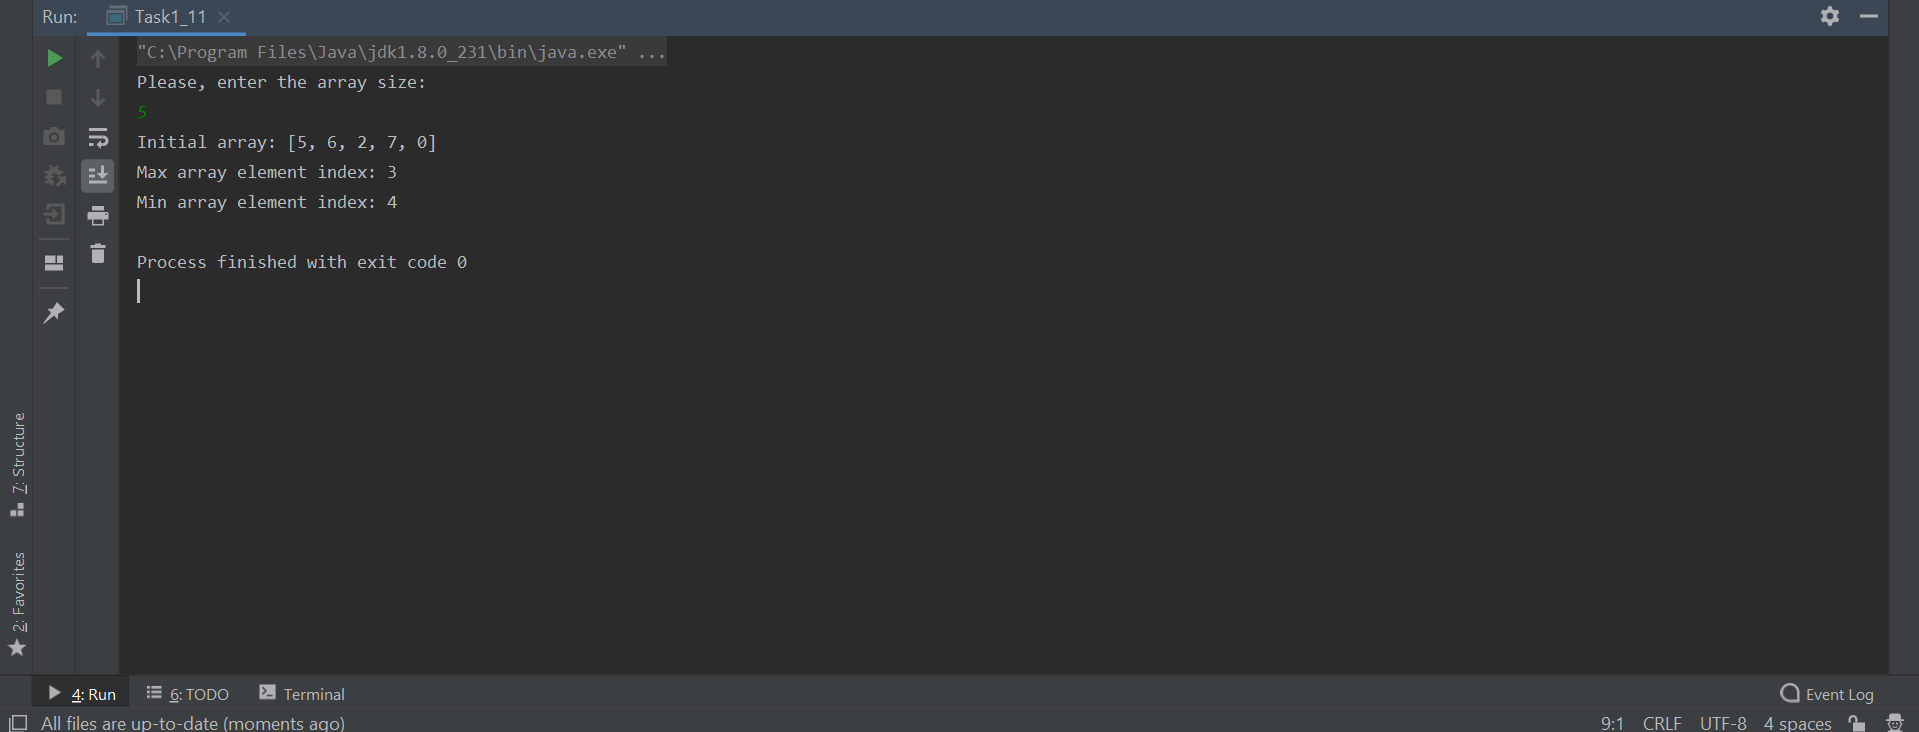 Run: Task1_11
"C:\Program Files\Java\jdk1.8.0_231\bin\java.exe" ...
Please, enter the array size:
5
Initial array: [5, 6, 2, 7, 0]
Max array element index: 3
Min array element index: 4
Process finished with exit code 0
7: Structure
2: Favorites
4: Run 6: TODO Terminal Event Log
All files are up-to-date (moments ago) 9:1 CRLF UTF-8 4 spaces